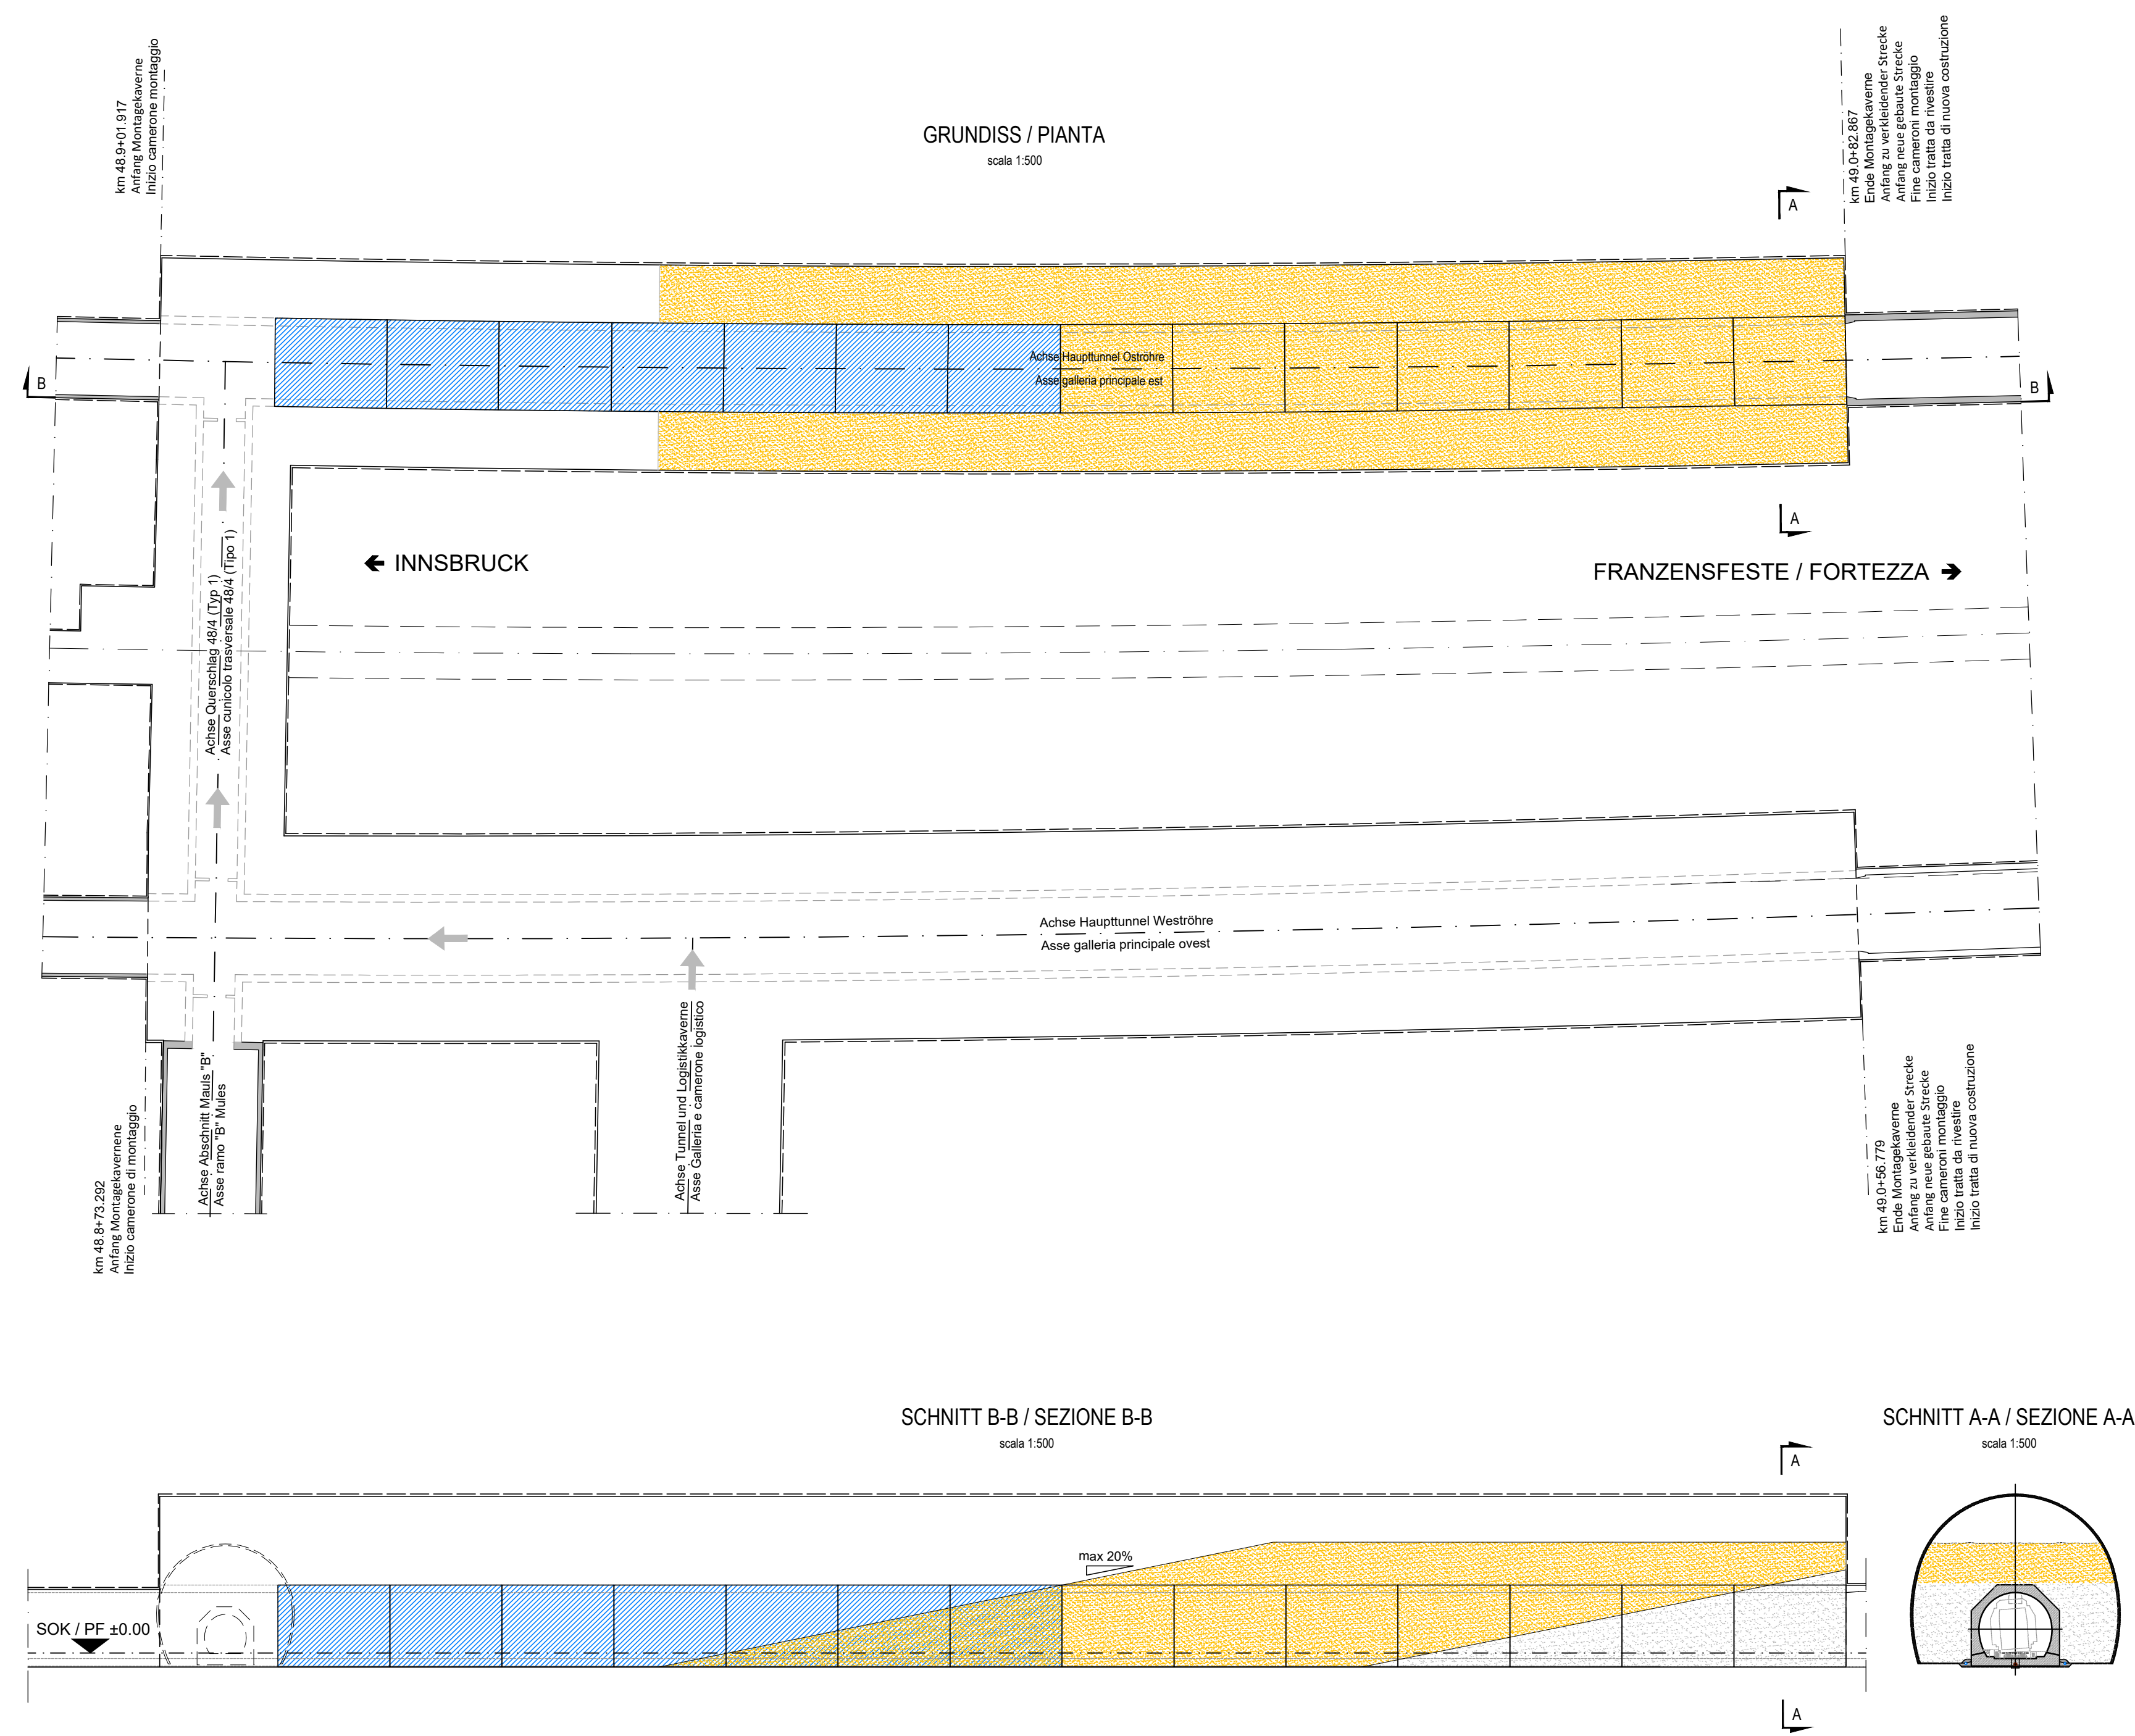 km 48.9+01.917
Anfang Montagekaverne
Inizio camerone montaggio
GRUNDISS / PIANTA
scala 1:500
km 49.0+82.867
Ende Montagekaverne
Anfang zu verkleidender Strecke
Anfang neue gebaute Strecke
Fine cameroni montaggio
Inizio tratta da rivestire
Inizio tratta di nuova costruzione
A
B
Achse Haupttunnel Oströhre
Asse galleria principale est
B
A
INNSBRUCK
FRANZENSFESTE / FORTEZZA
Achse Querschlag 48/4 (Typ 1)
Asse cunicolo trasversale 48/4 (Tipo 1)
Achse Haupttunnel Weströhre
Asse galleria principale ovest
Achse Abschnitt Mauls "B"
Asse ramo "B" Mules
Achse Tunnel und Logistikkaverne
Asse Galleria e camerone logistico
km 48.8+73.292
Anfang Montagekavernene
Inizio camerone di montaggio
km 49.0+56.779
Ende Montagekaverne
Anfang zu verkleidender Strecke
Anfang neue gebaute Strecke
Fine cameroni montaggio
Inizio tratta da rivestire
Inizio tratta di nuova costruzione
SCHNITT B-B / SEZIONE B-B
scala 1:500
SCHNITT A-A / SEZIONE A-A
scala 1:500
A
max 20%
SOK / PF ±0.00
A